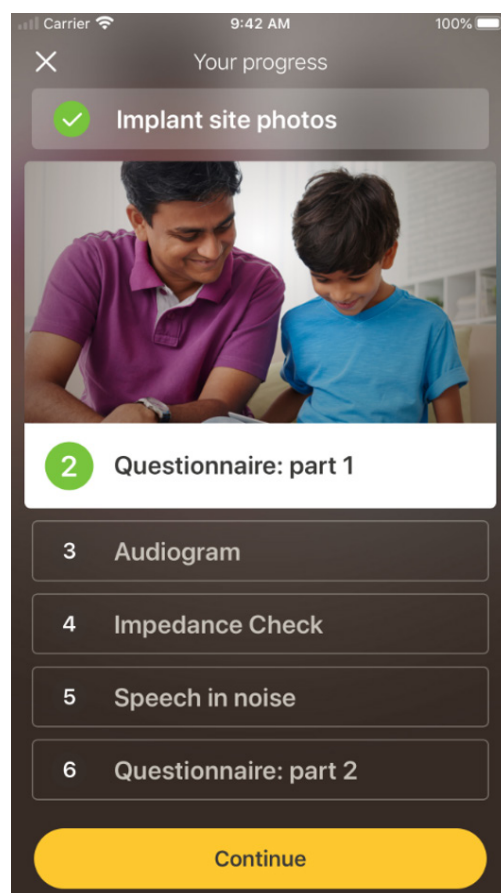 Carrier 9:42 AM 100%
Your progress
Implant site photos
2 Questionnaire: part 1
3 Audiogram
4 Impedance Check
5 Speech in noise
6 Questionnaire: part 2
Continue